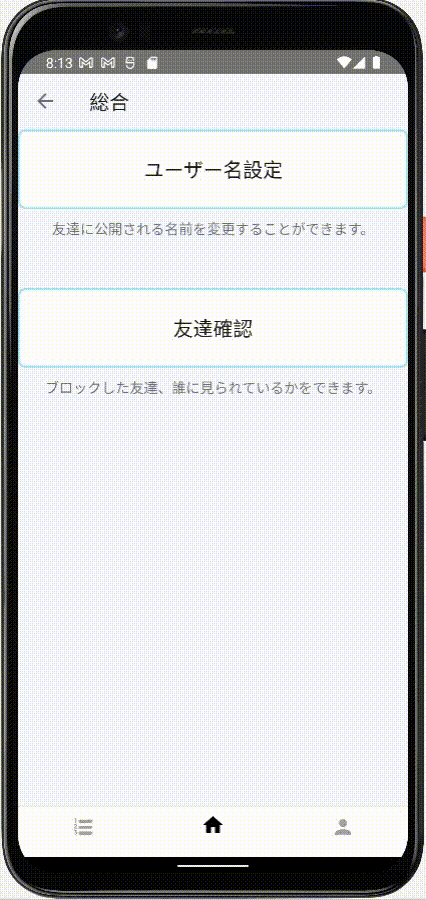 8:13
総合
ユーザー名設定
友達に公開される名前を変更することができます。
友達確認
ブロックした友達、誰に見られているかをできます。